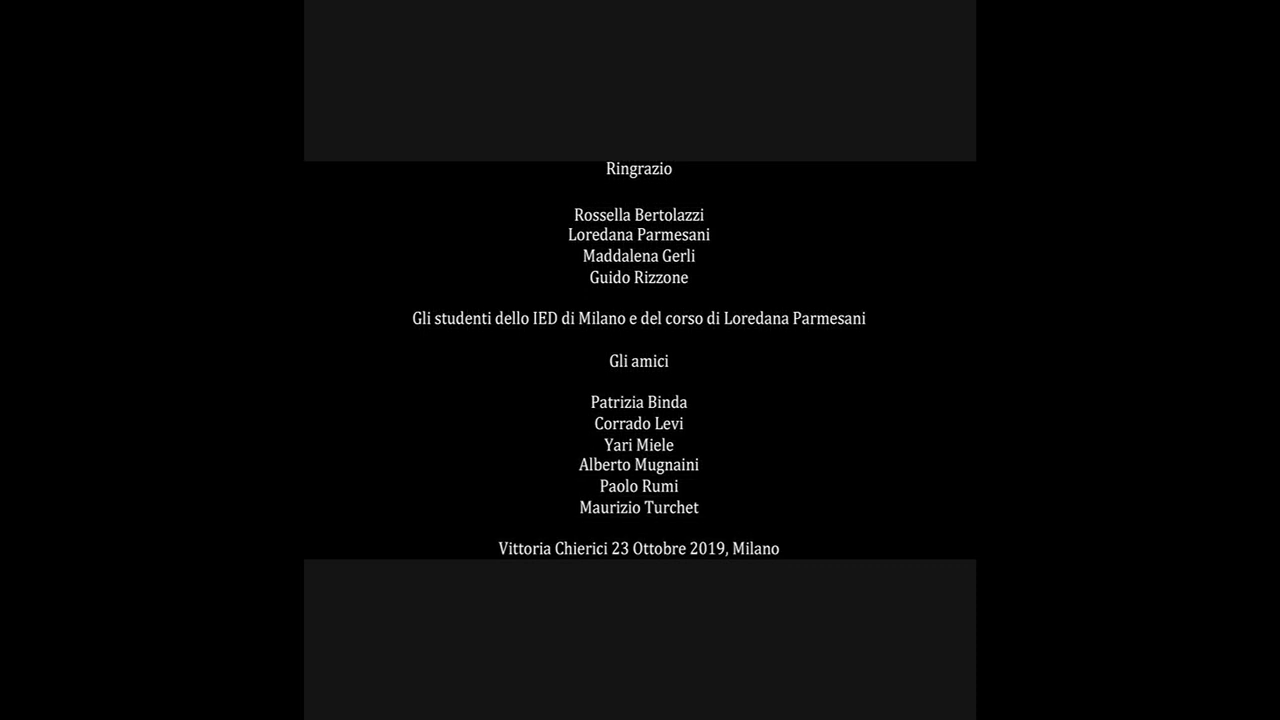 Ringrazio
Rossella Bertolazzi
Loredana Parmesani
Maddalena Gerli
Guido Rizzone
Gli studenti dello IED di Milano e del corso di Loredana Parmesani
Gli amici
Patrizia Binda
Corrado Levi
Yari Miele
Alberto Mugnaini
Paolo Rumi
Maurizio Turchet
Vittoria Chierici 23 Ottobre 2019, Milano